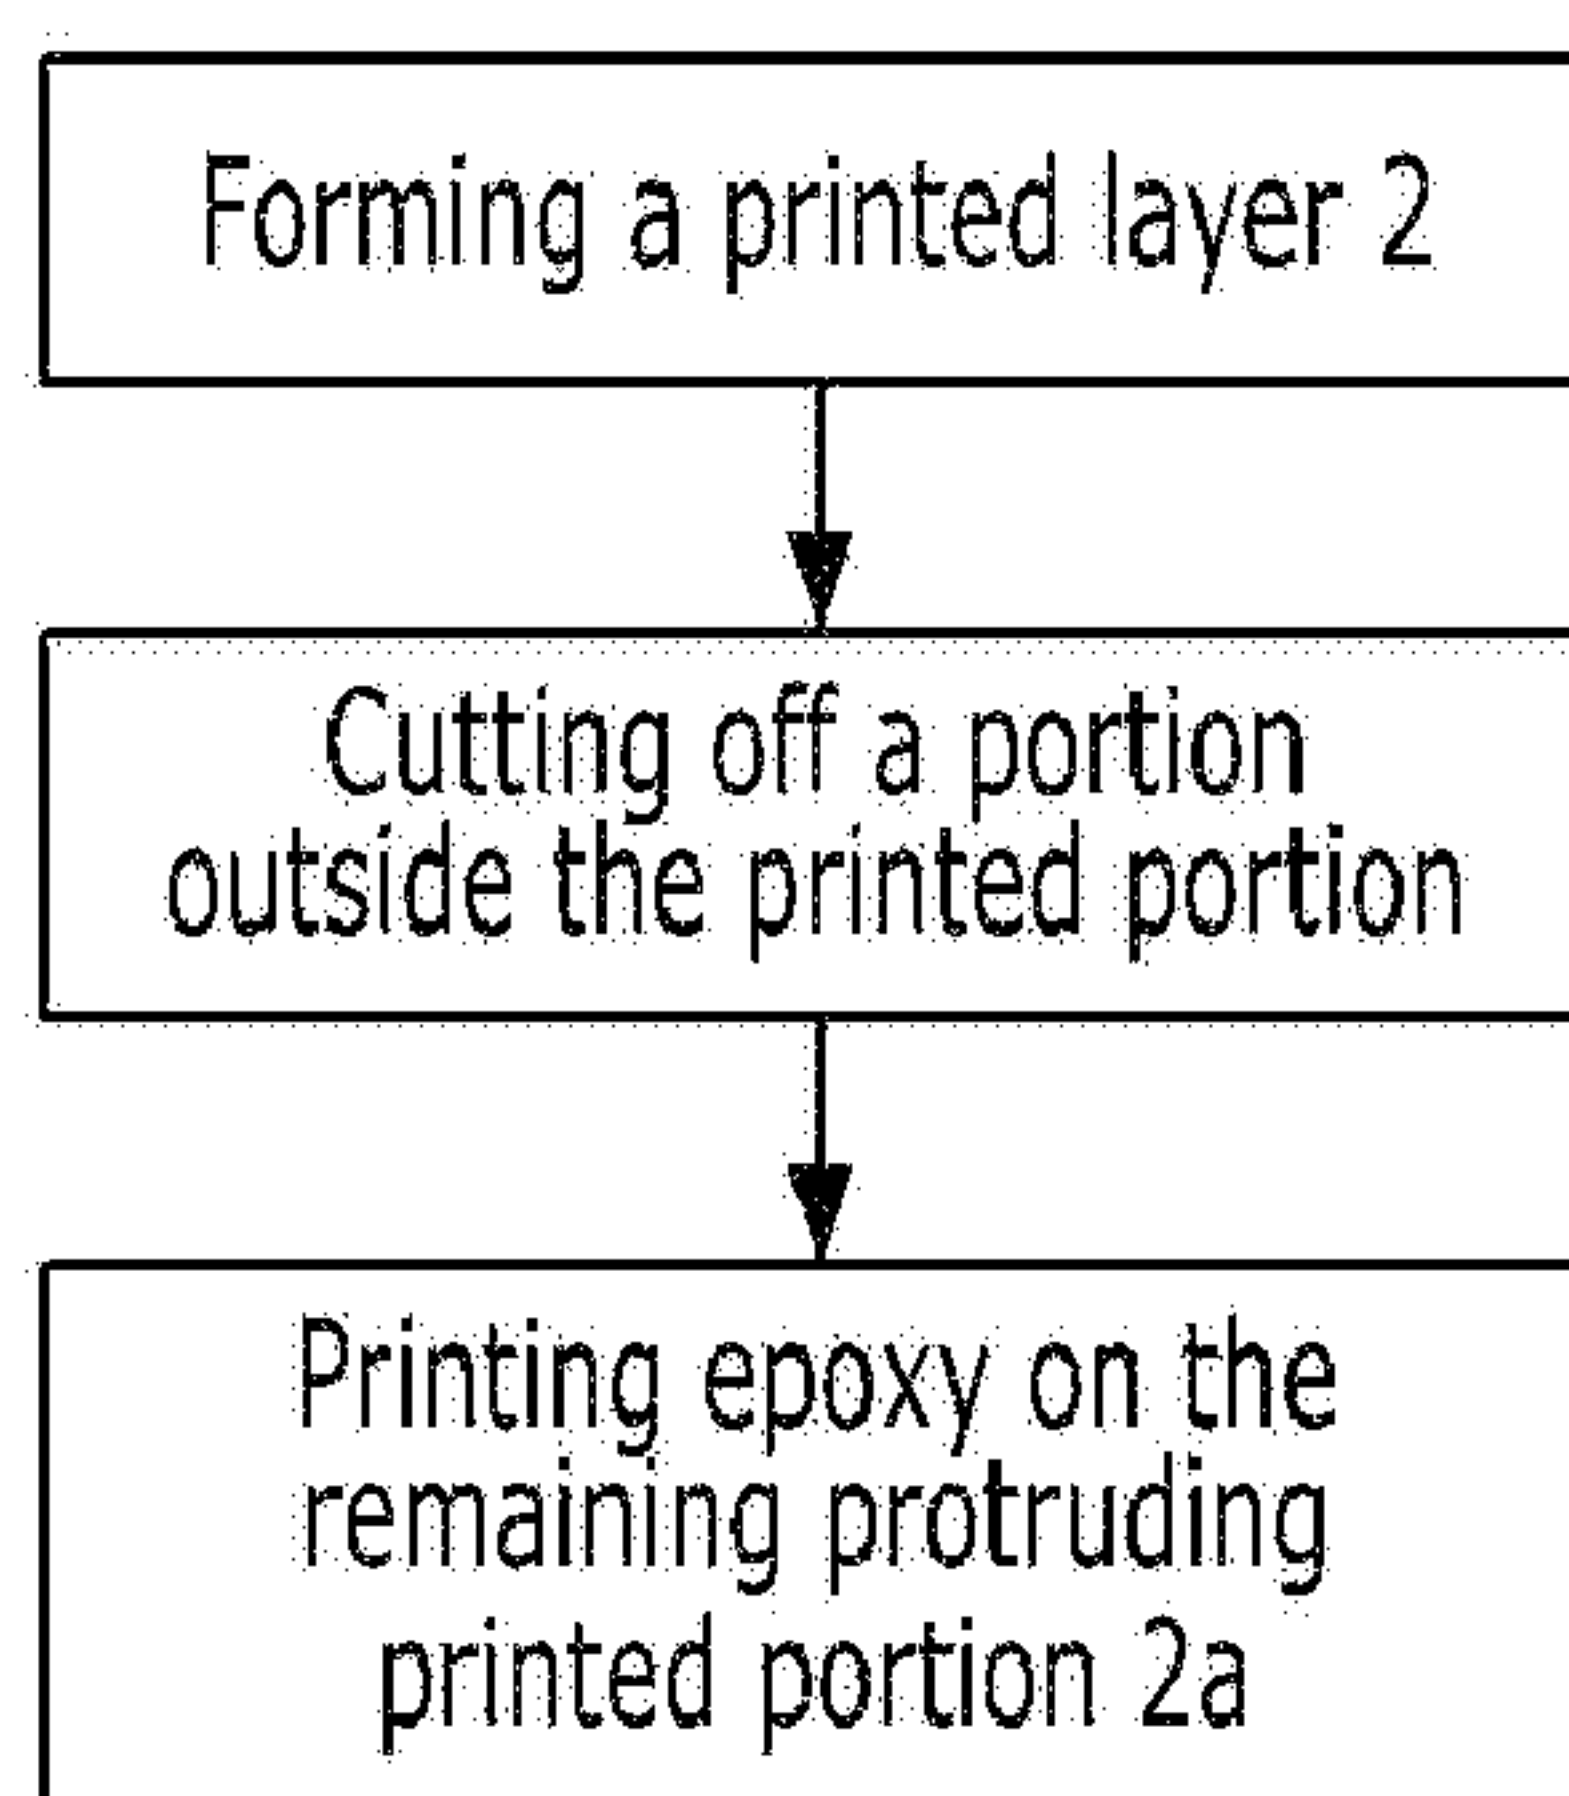 Forming a printed layer 2
Cutting off a portion
outside the printed portion
Printing epoxy on the
remaining protruding
printed portion 2a